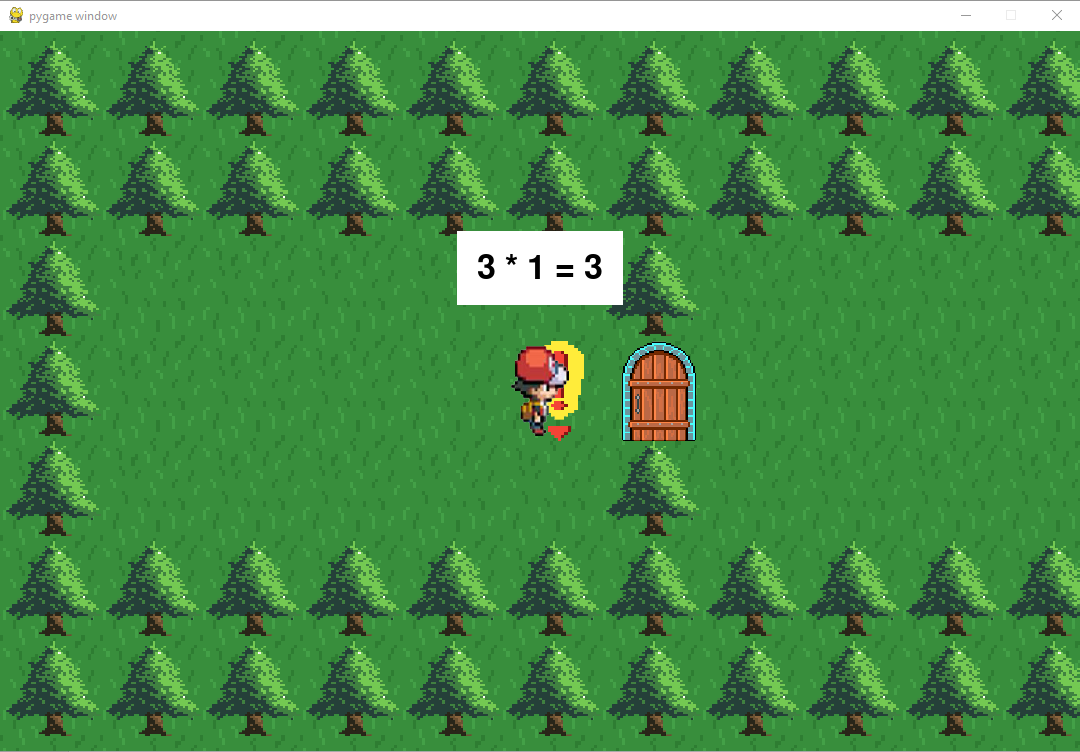 pygame window
3 * 1 = 3